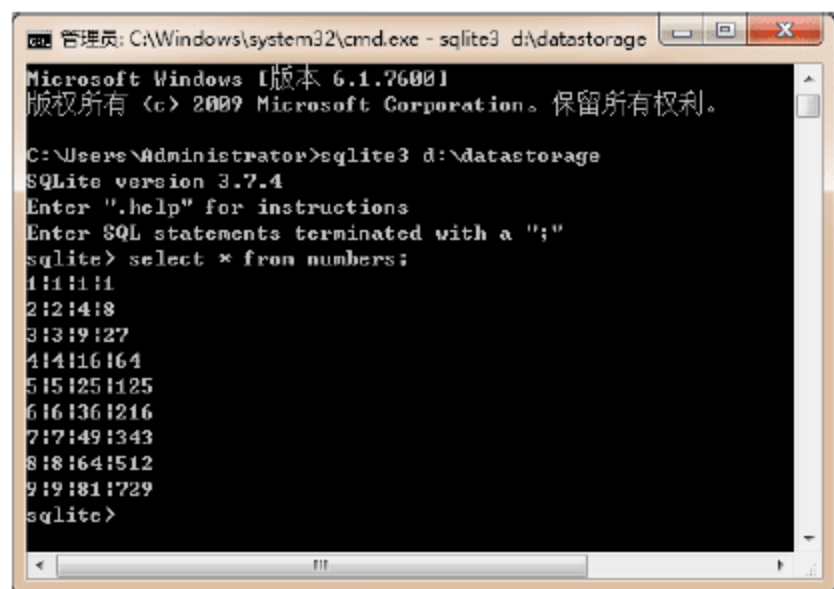 管理员: C:\Windows\system32\cmd.exe - sqlite3 d:\datastorage
Microsoft Windows [版本 6.1.7600]
版权所有 (c) 2009 Microsoft Corporation。保留所有权利。
C:\Users\Administrator>sqlite3 d:\datastorage
SQLite version 3.7.4
Enter ".help" for instructions
Enter SQL statements terminated with a ";"
sqlite> select * from numbers;
1|1|1|1
2|2|4|8
3|3|9|27
4|4|16|64
5|5|25|125
6|6|36|216
7|7|49|343
8|8|64|512
9|9|81|729
sqlite>